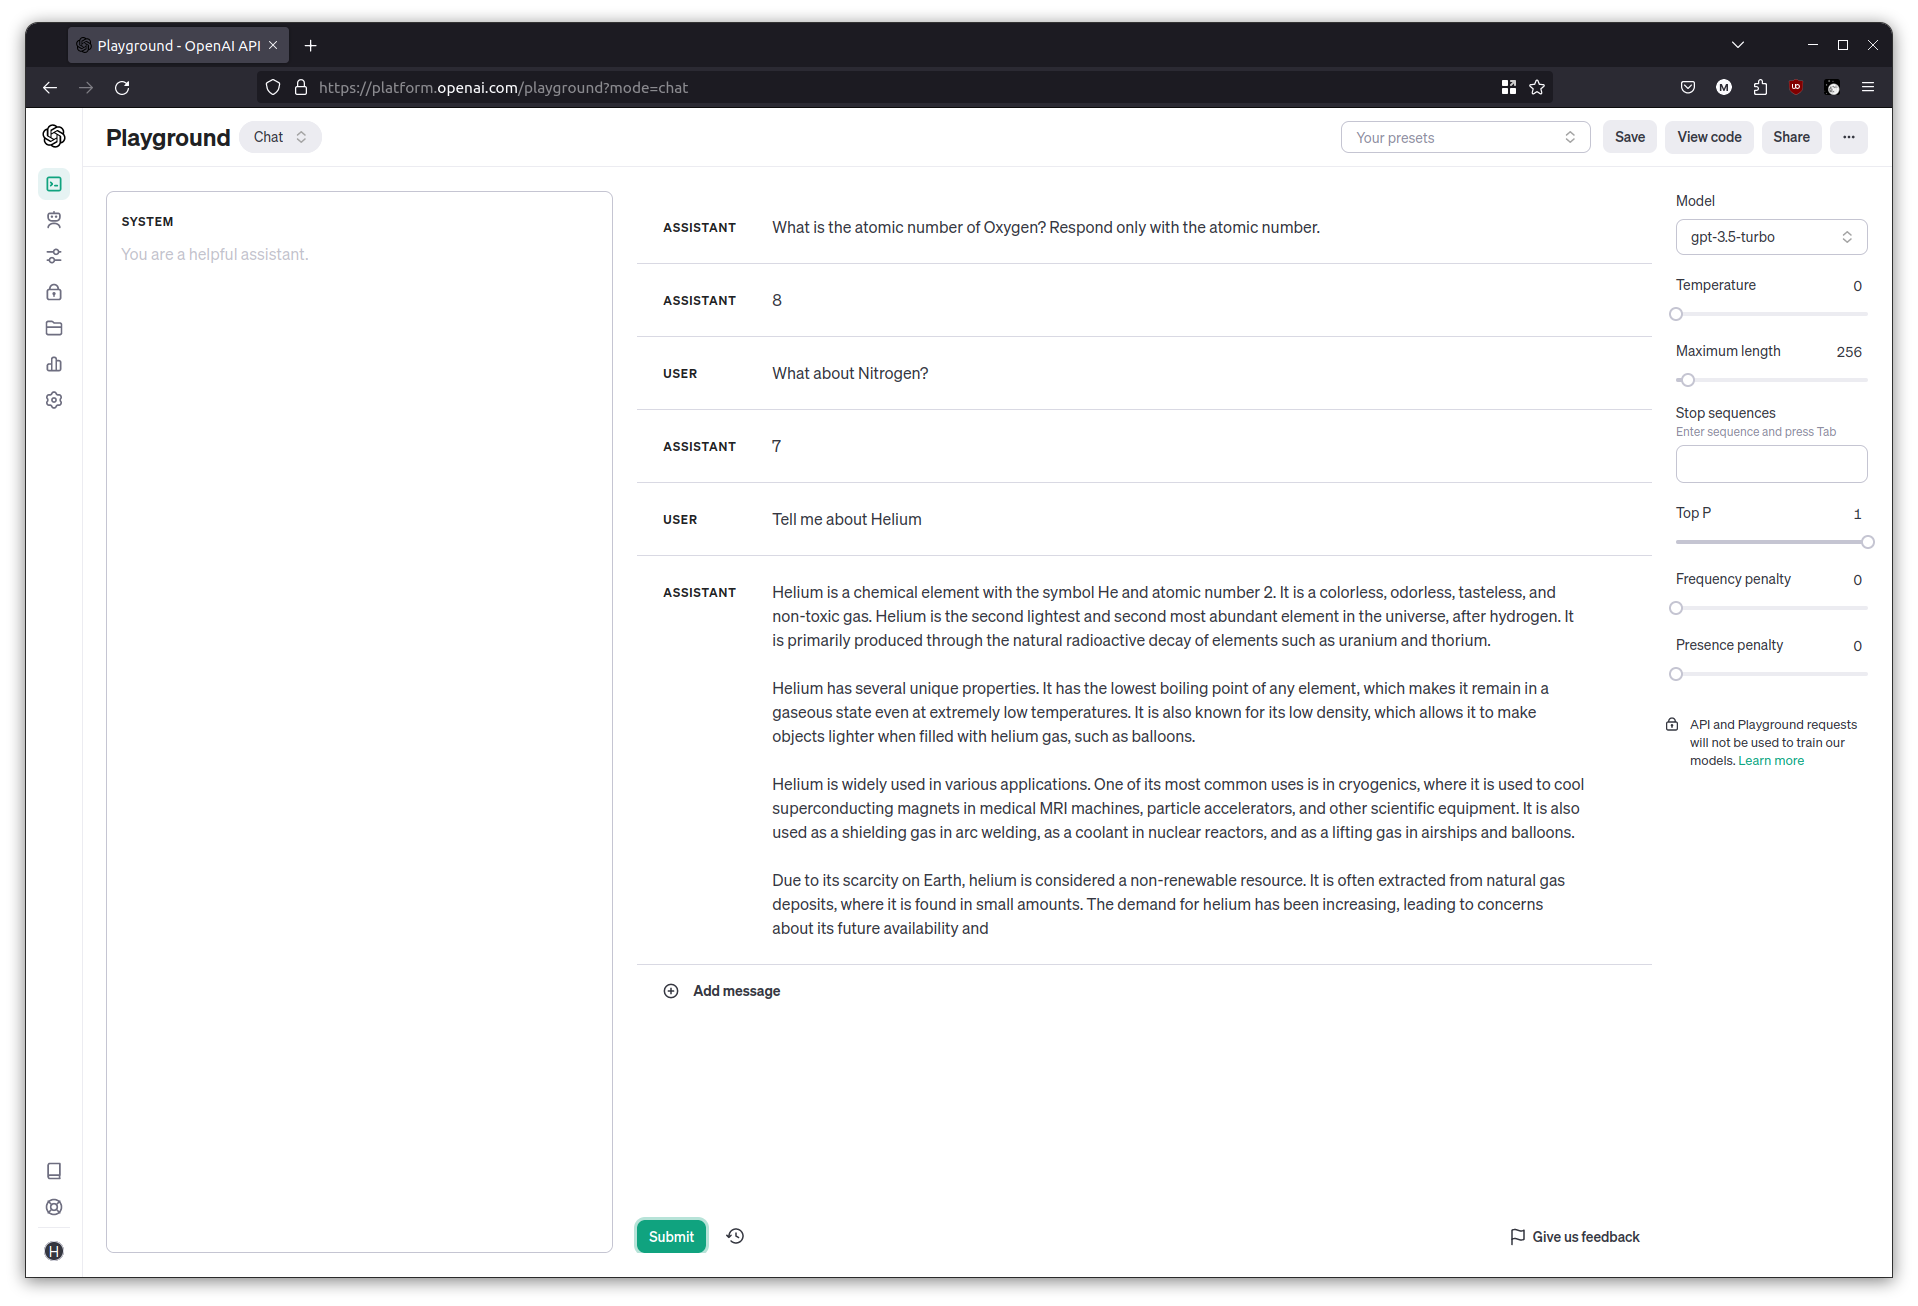 Playground - OpenAI API
https://platform.openai.com/playground?mode=chat
Playground
Chat
Your presets
Save
View code
Share
SYSTEM
You are a helpful assistant.
ASSISTANT
What is the atomic number of Oxygen? Respond only with the atomic number.
ASSISTANT
8
USER
What about Nitrogen?
ASSISTANT
7
USER
Tell me about Helium
ASSISTANT
Helium is a chemical element with the symbol He and atomic number 2. It is a colorless, odorless, tasteless, and
non-toxic gas. Helium is the second lightest and second most abundant element in the universe, after hydrogen. It
is primarily produced through the natural radioactive decay of elements such as uranium and thorium.
Helium has several unique properties. It has the lowest boiling point of any element, which makes it remain in a
gaseous state even at extremely low temperatures. It is also known for its low density, which allows it to make
objects lighter when filled with helium gas, such as balloons.
Helium is widely used in various applications. One of its most common uses is in cryogenics, where it is used to cool
superconducting magnets in medical MRI machines, particle accelerators, and other scientific equipment. It is also
used as a shielding gas in arc welding, as a coolant in nuclear reactors, and as a lifting gas in airships and balloons.
Due to its scarcity on Earth, helium is considered a non-renewable resource. It is often extracted from natural gas
deposits, where it is found in small amounts. The demand for helium has been increasing, leading to concerns
about its future availability and
Add message
Submit
Give us feedback
Model
gpt-3.5-turbo
Temperature
0
Maximum length
256
Stop sequences
Enter sequence and press Tab
Top P
1
Frequency penalty
0
Presence penalty
0
API and Playground requests
will not be used to train our
models. Learn more
H
M